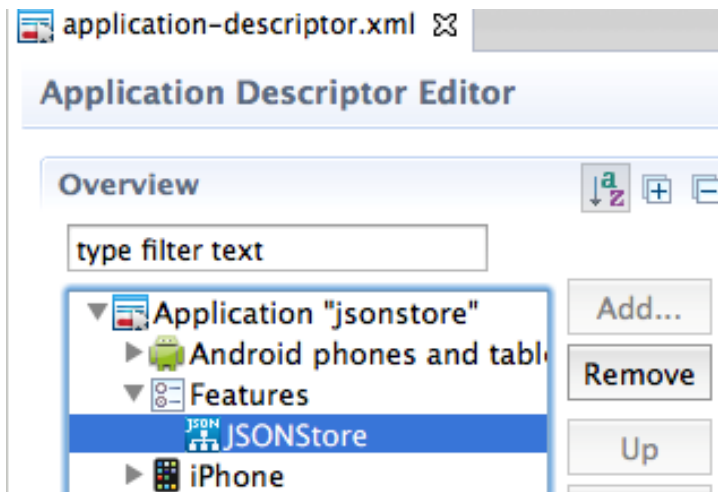 application-descriptor.xml
Application Descriptor Editor
Overview
type filter text
Application "jsonstore"
Add...
Android phones and tabl
Remove
Features
JSON JSONStore
Up
iPhone